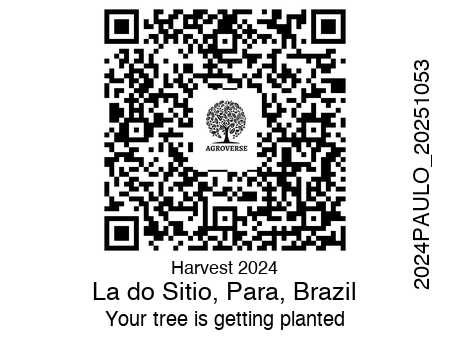 AGROVERSE
Harvest 2024
La do Sitio, Para, Brazil
Your tree is getting planted
2024PAULO_20251053